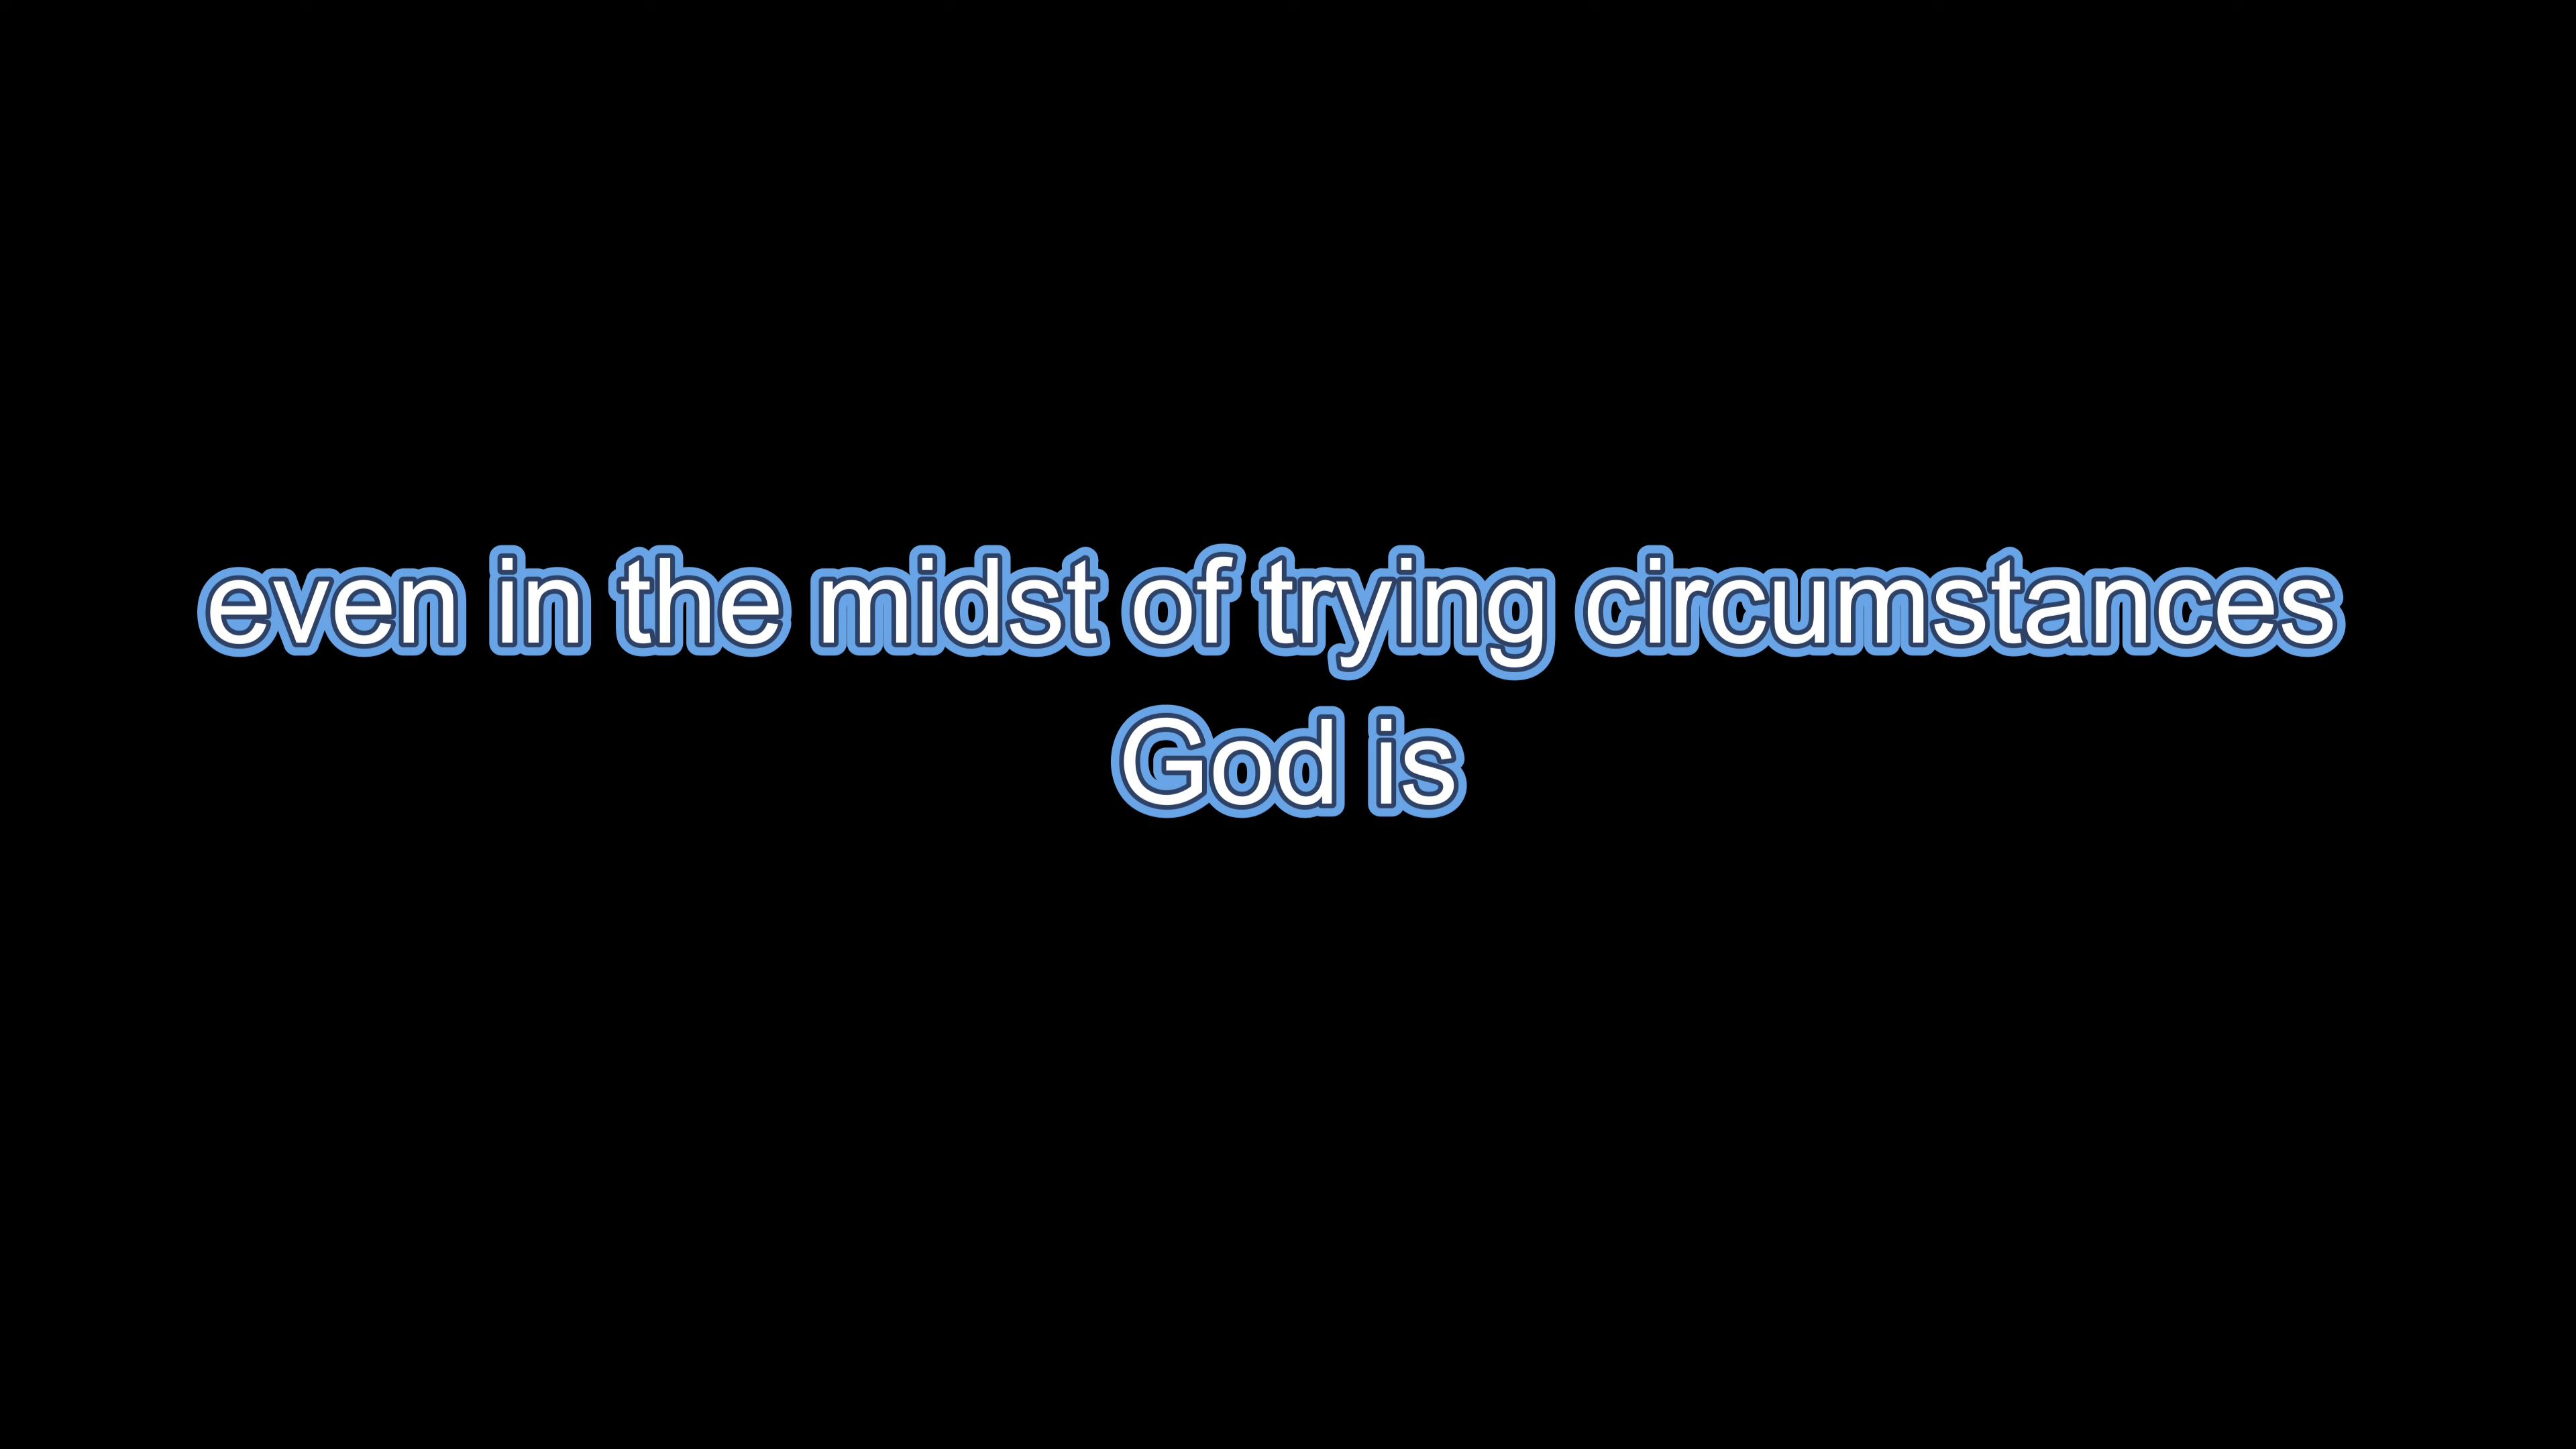 even in the midst of trying circumstances
God is